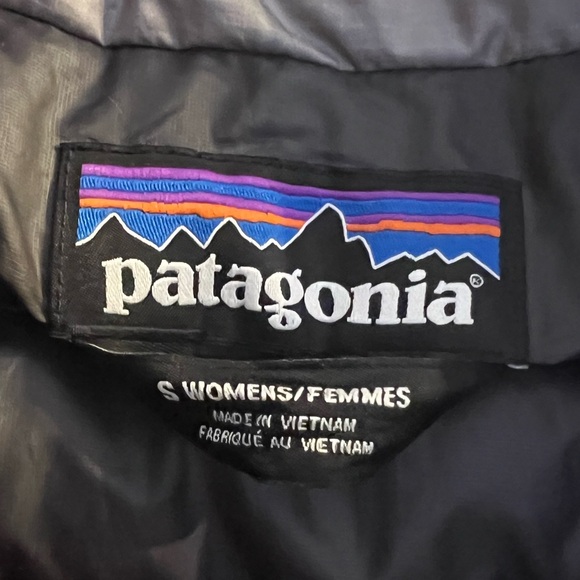 patagonia®
S WOMENS/FEMMES
MADE IN VIETNAM
FABRIQUÉ AU VIETNAM